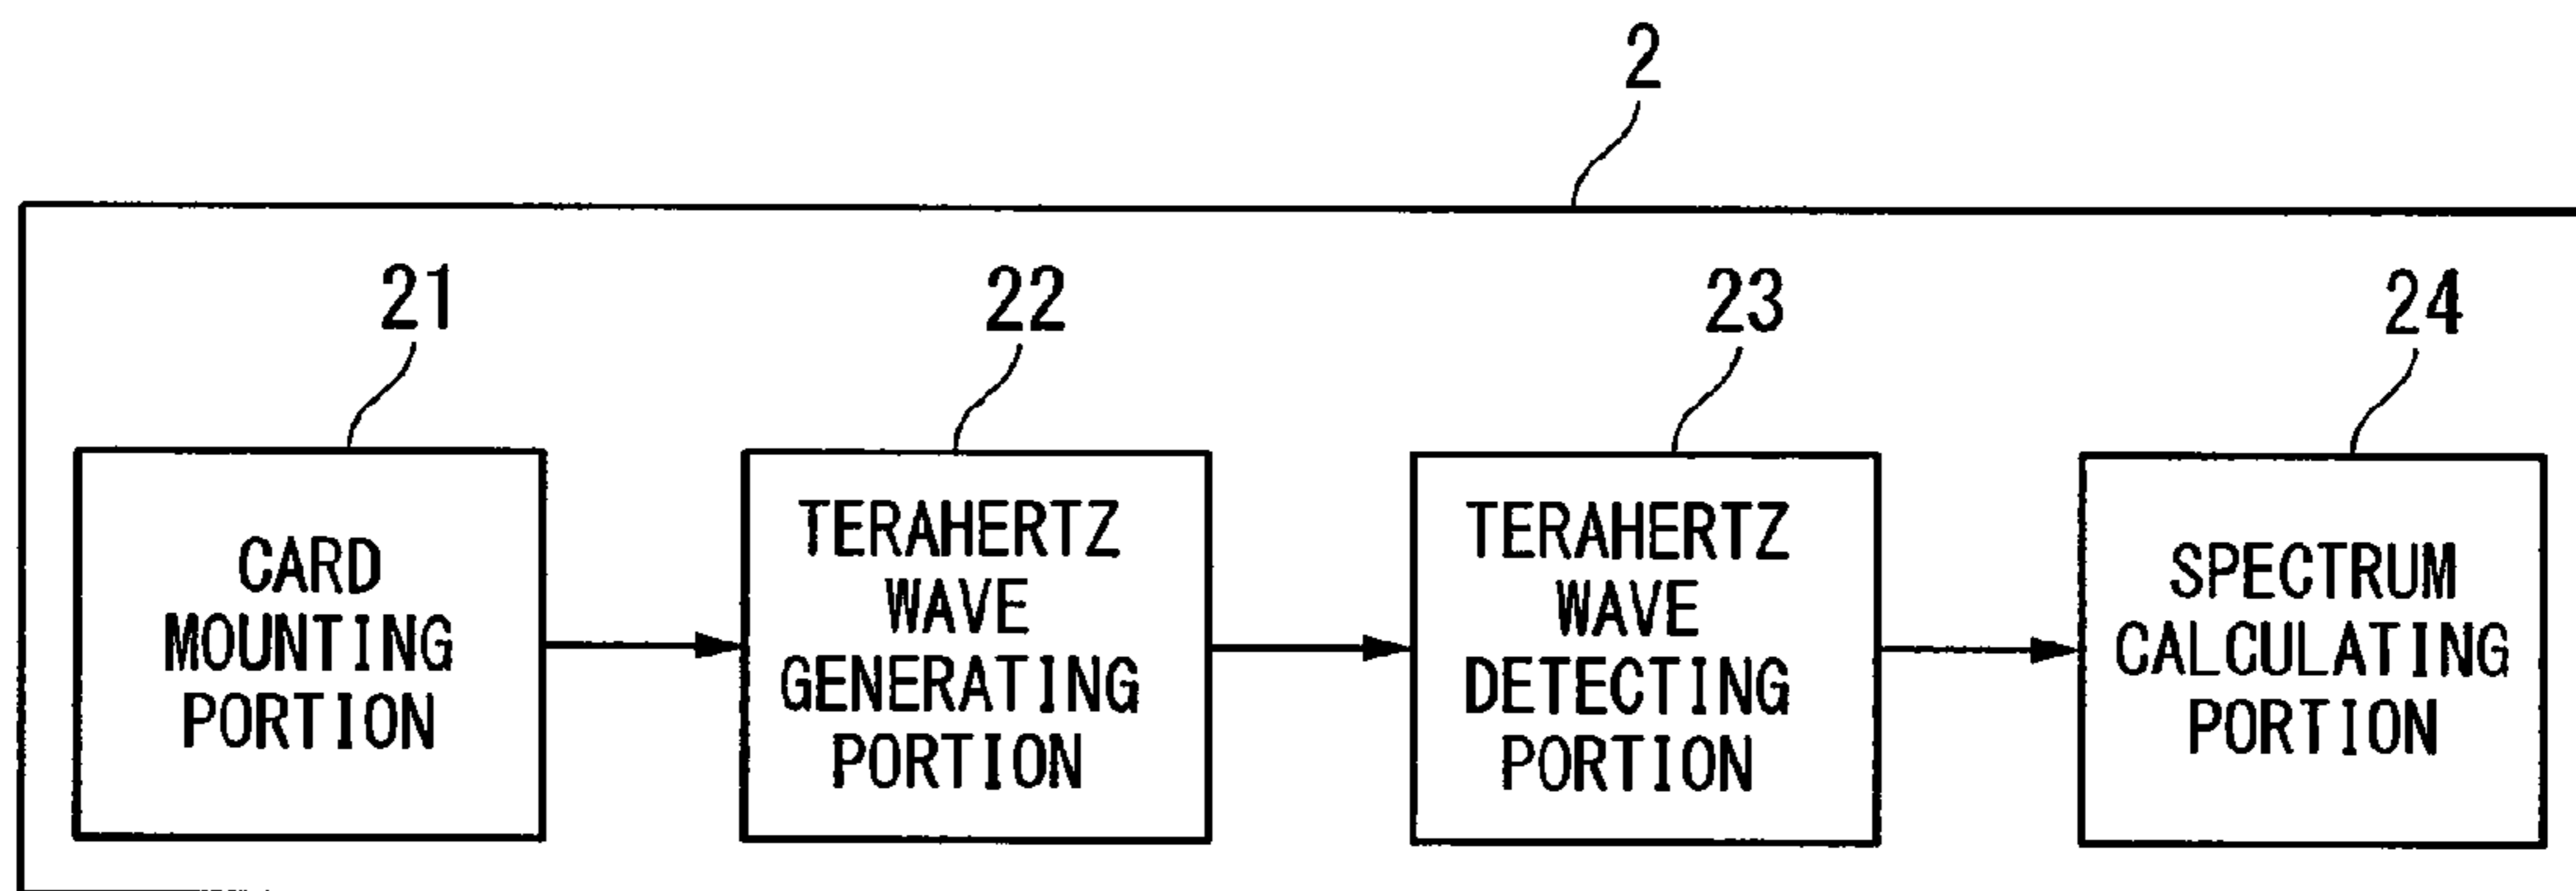 2
21
22
23
24
CARD
MOUNTING
PORTION
TERAHERTZ
WAVE
GENERATING
PORTION
TERAHERTZ
WAVE
DETECTING
PORTION
SPECTRUM
CALCULATING
PORTION